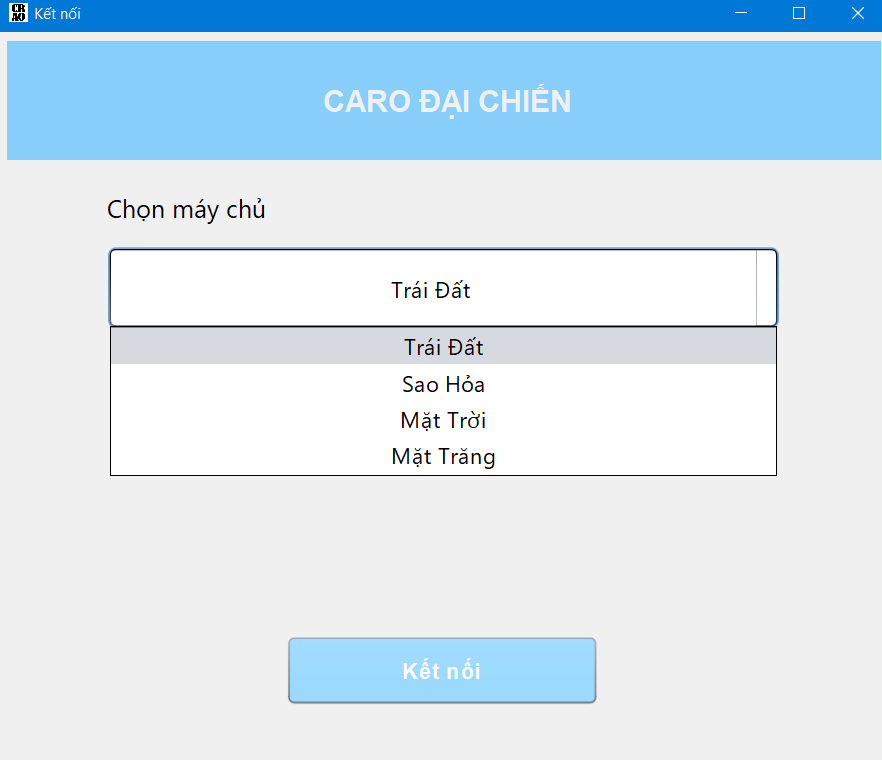 Kết nối
CARO ĐẠI CHIẾN
Chọn máy chủ
Trái Đất
Trái Đất
Sao Hỏa
Mặt Trời
Mặt Trăng
Kết nối